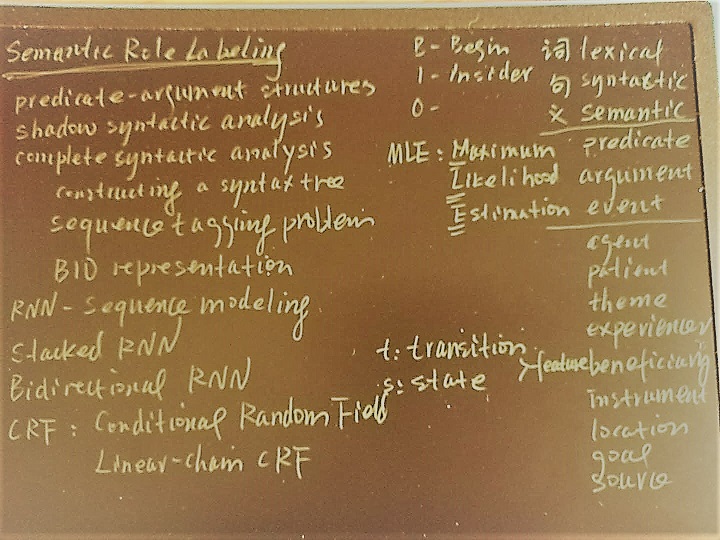 Semantic Role Labeling
predicate-argument structures
shadow syntactic analysis
complete syntactic analysis
constructing a syntax tree
sequence tagging problem
BIO representation
RNN - sequence modeling
Stacked RNN
Bidirectional RNN
CRF : Conditional Random Field
Linear-chain CRF
B - Begin
I - Insider
O -
MLE : Maximum
Likelihood
Estimation
t: transition
s: state
feature
词 lexical
句 syntactic
义 semantic
predicate
argument
event
agent
patient
theme
experiencer
beneficiary
instrument
location
goal
source